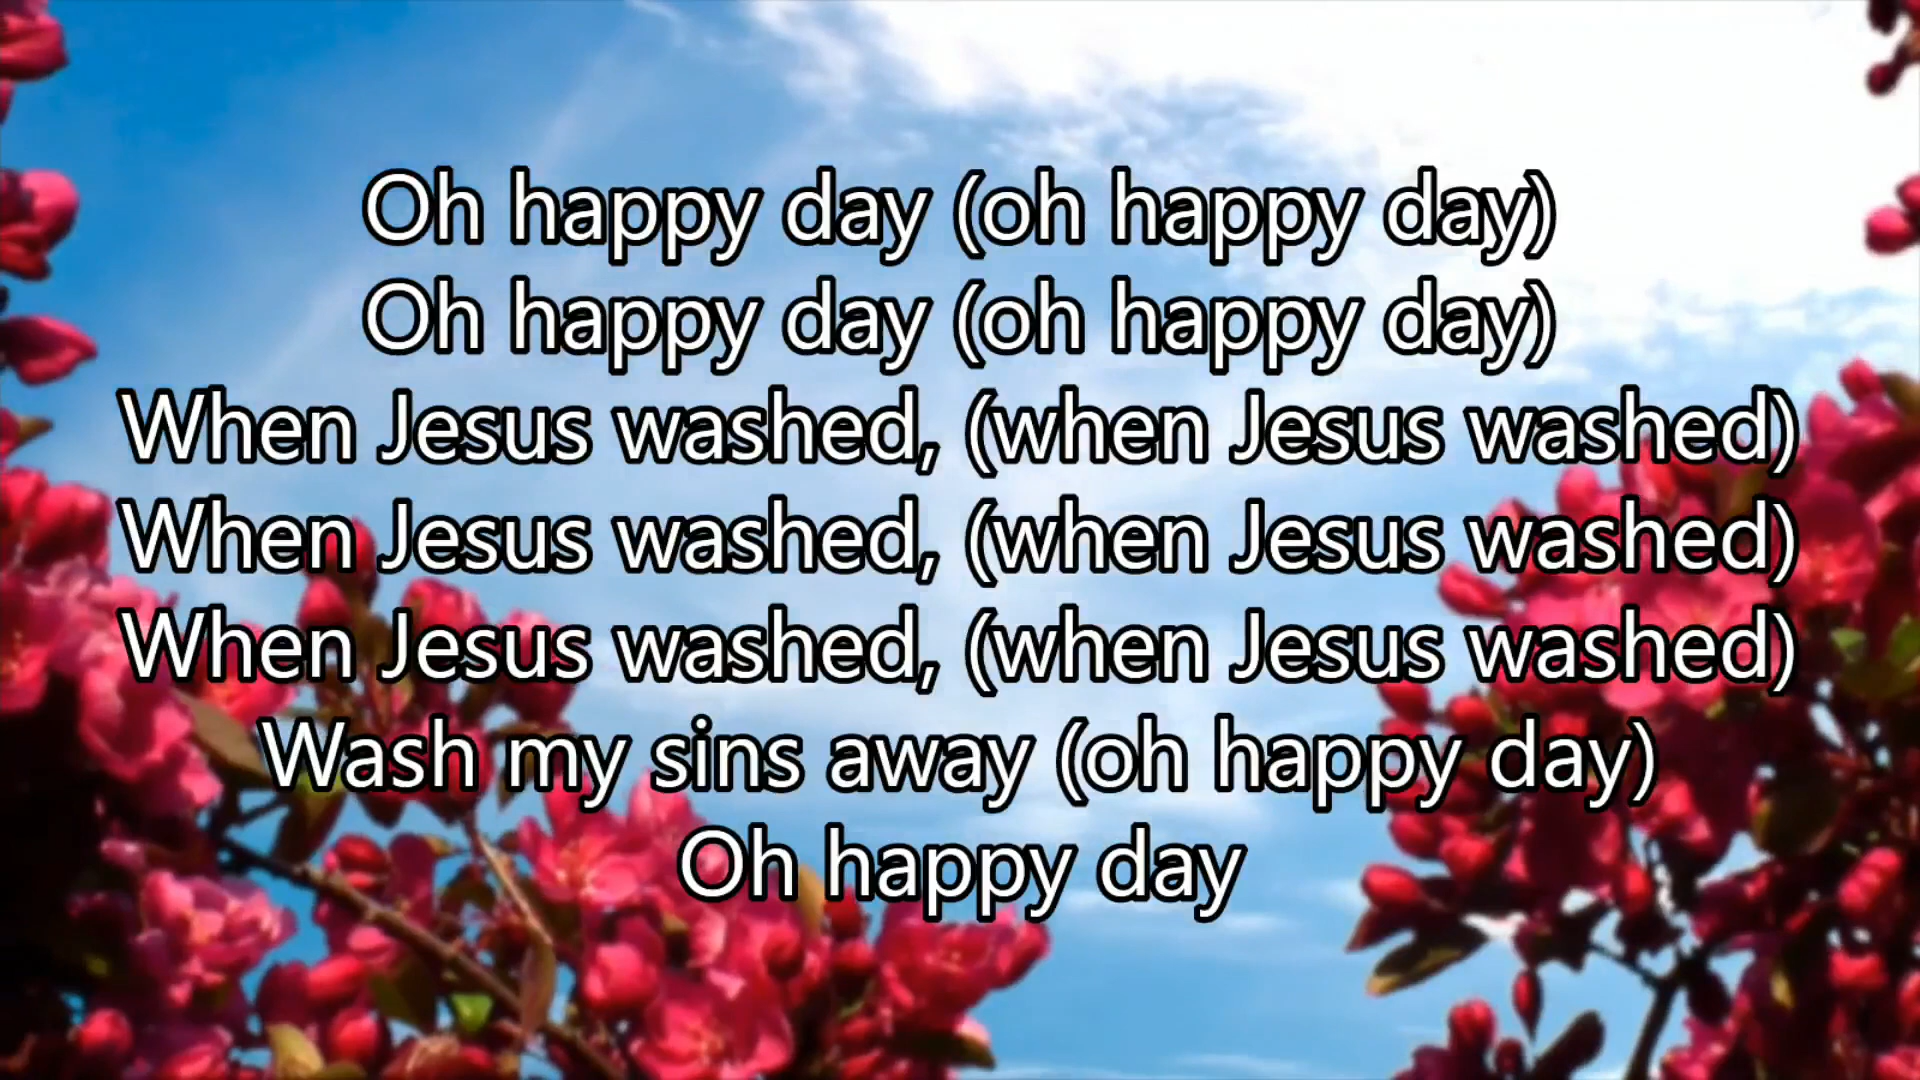 Oh happy day (oh happy day)
Oh happy day (oh happy day)
When Jesus washed, (when Jesus washed)
When Jesus washed, (when Jesus washed)
When Jesus washed, (when Jesus washed)
Wash my sins away (oh happy day)
Oh happy day